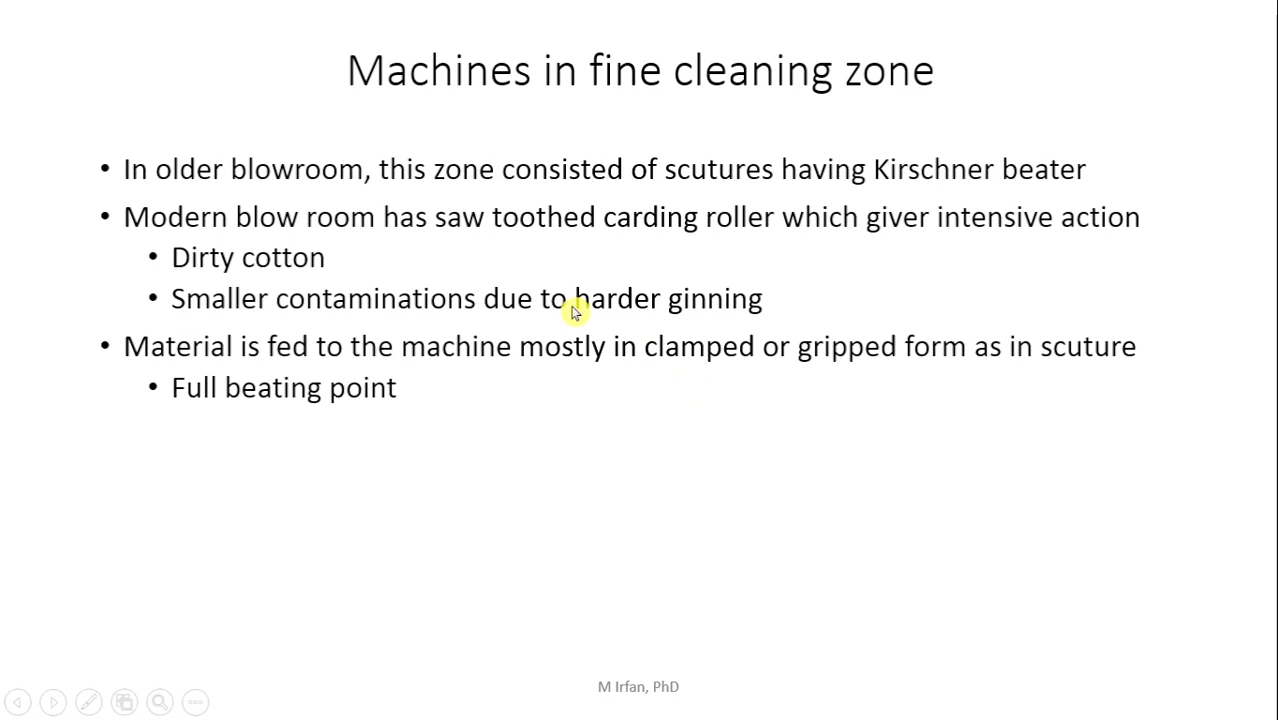 Machines in fine cleaning zone
• In older blowroom, this zone consisted of scutures having Kirschner beater
• Modern blow room has saw toothed carding roller which giver intensive action
• Dirty cotton
• Smaller contaminations due to harder ginning
• Material is fed to the machine mostly in clamped or gripped form as in scuture
• Full beating point
M Irfan, PhD